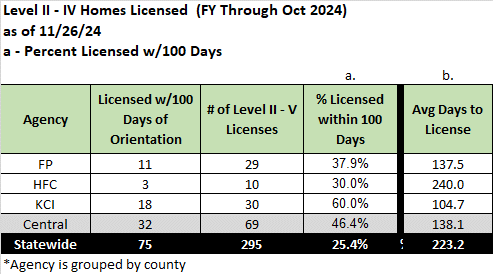 Level II - IV Homes Licensed (FY Through Oct 2024)
as of 11/26/24
a - Percent Licensed w/100 Days
a. b.
Agency Licensed w/100 Days of Orientation # of Level II - V Licenses % Licensed within 100 Days Avg Days to License
FP 11 29 37.9% 137.5
HFC 3 10 30.0% 240.0
KCI 18 30 60.0% 104.7
Central 32 69 46.4% 138.1
Statewide 75 295 25.4% 223.2
*Agency is grouped by county